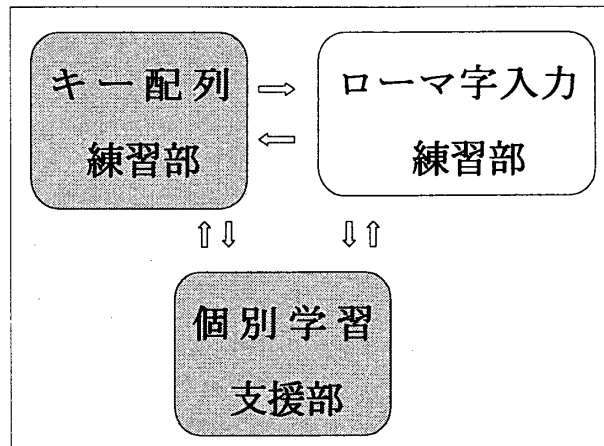 キー配列
練習部
ローマ字入力
練習部
個別学習
支援部